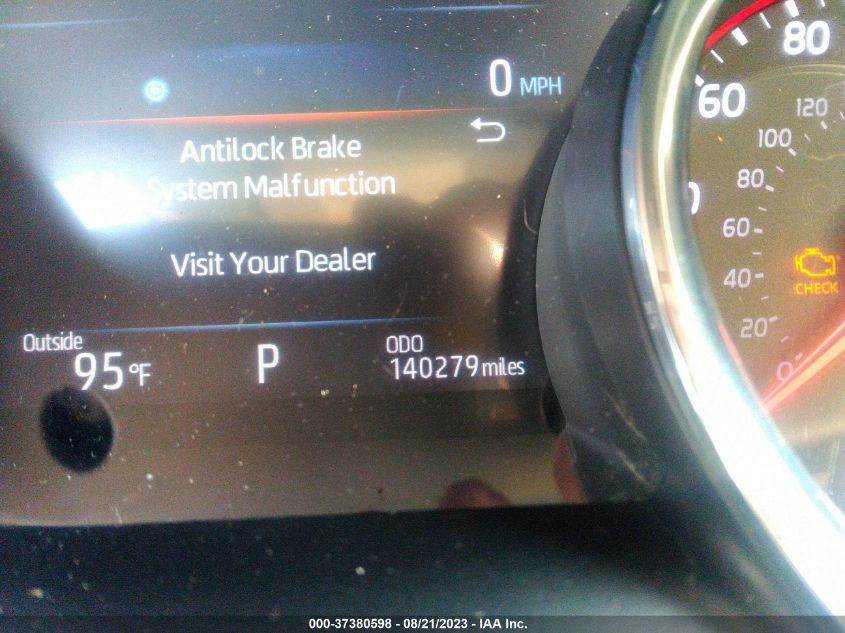 0 MPH
Antilock Brake
System Malfunction
Visit Your Dealer
Outside
95°F
P
ODO
140279 miles
80
60
120
100
80
60
40
20
0
CHECK
000-37380598 - 08/21/2023 - IAA Inc.